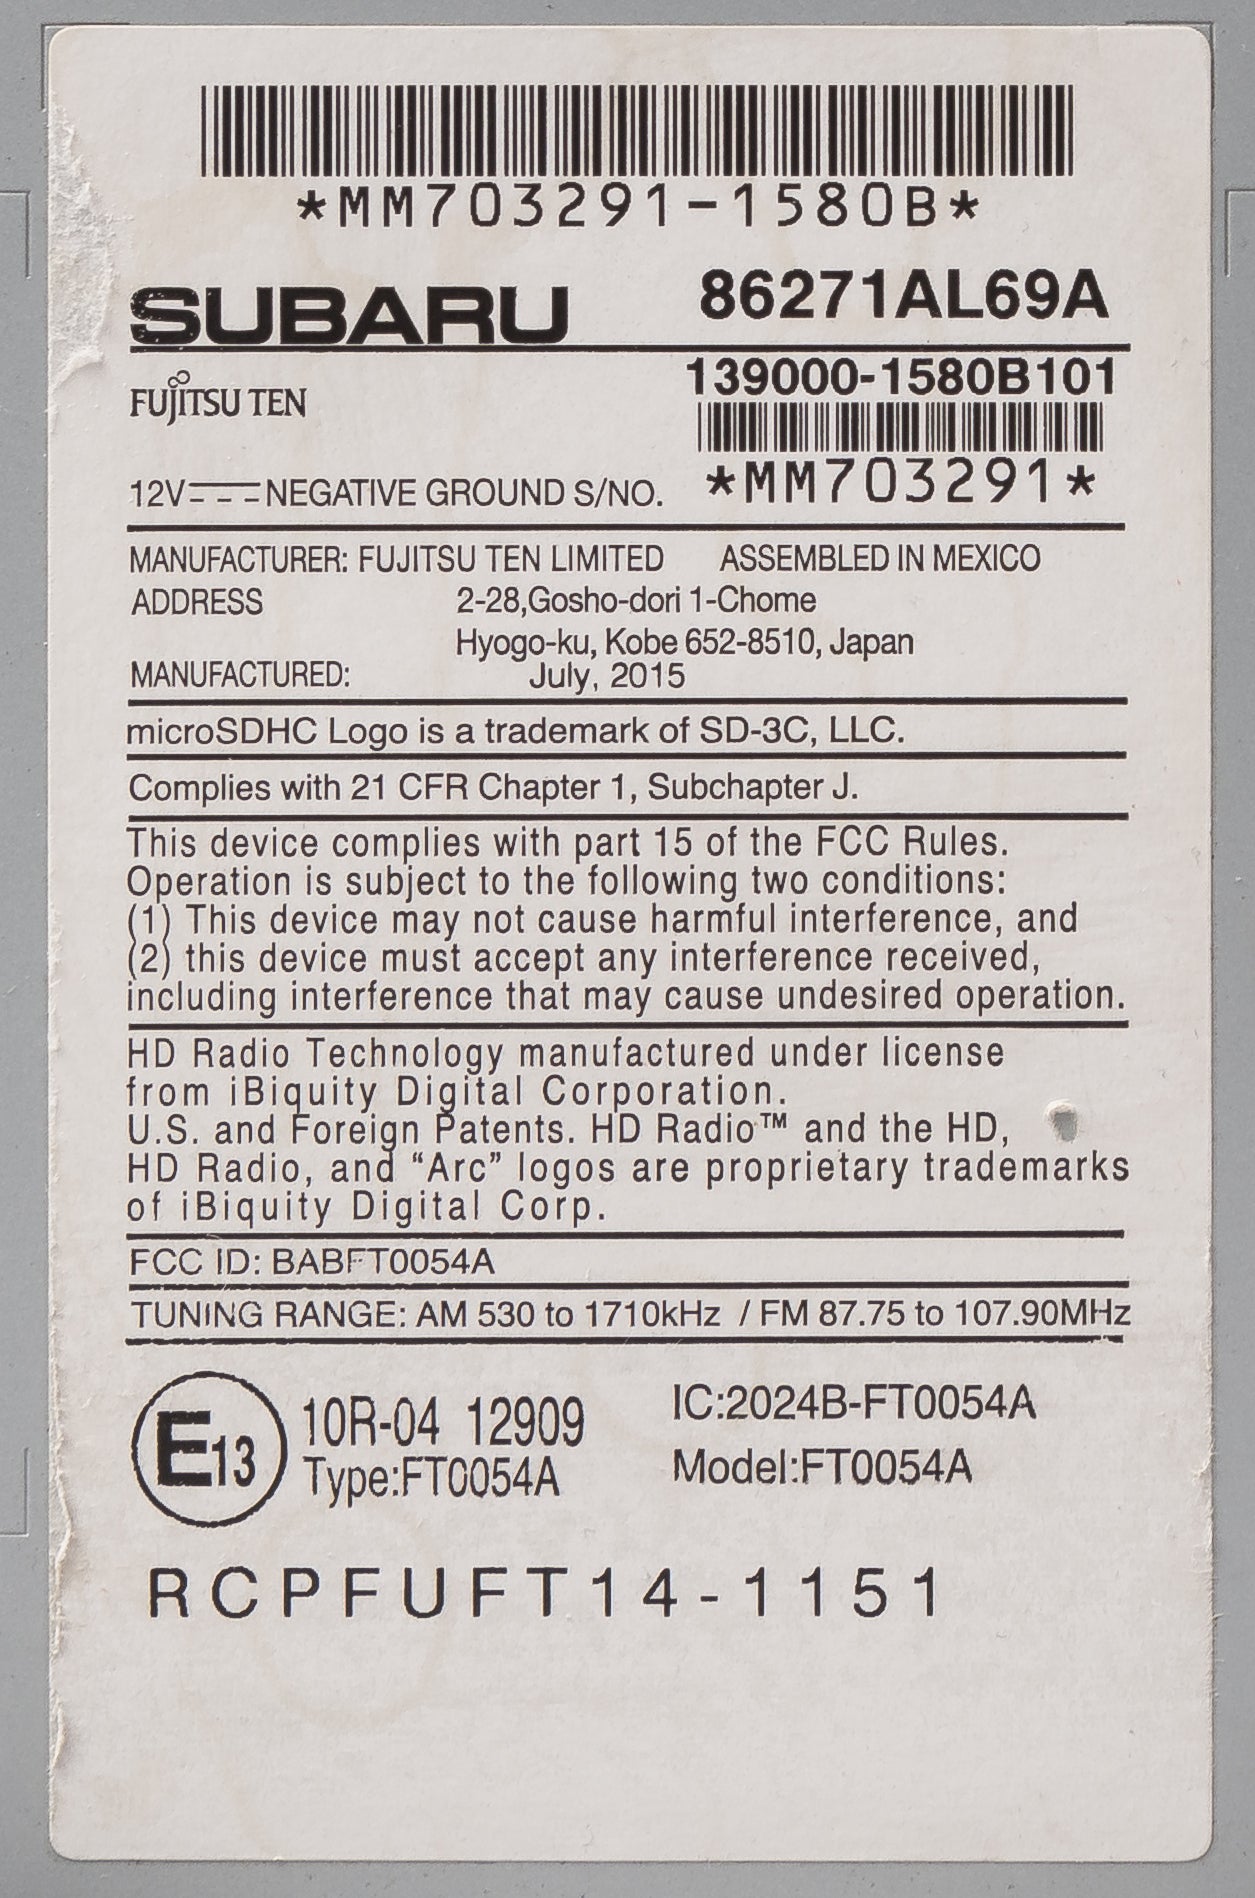 *MM703291-1580B*
SUBARU 86271AL69A
139000-1580B101
FUJITSU TEN
*MM703291*
12V NEGATIVE GROUND S/NO.
MANUFACTURER: FUJITSU TEN LIMITED ASSEMBLED IN MEXICO
ADDRESS 2-28,Gosho-dori 1-Chome
Hyogo-ku, Kobe 652-8510, Japan
MANUFACTURED: July, 2015
microSDHC Logo is a trademark of SD-3C, LLC.
Complies with 21 CFR Chapter 1, Subchapter J.
This device complies with part 15 of the FCC Rules.
Operation is subject to the following two conditions:
(1) This device may not cause harmful interference, and
(2) this device must accept any interference received,
including interference that may cause undesired operation.
HD Radio Technology manufactured under license
from iBiquity Digital Corporation.
U.S. and Foreign Patents. HD Radio™ and the HD,
HD Radio, and “Arc” logos are proprietary trademarks
of iBiquity Digital Corp.
FCC ID: BABFT0054A
TUNING RANGE: AM 530 to 1710kHz / FM 87.75 to 107.90MHz
E13 10R-04 12909 IC:2024B-FT0054A
Type:FT0054A Model:FT0054A
RCPFUFT14-1151